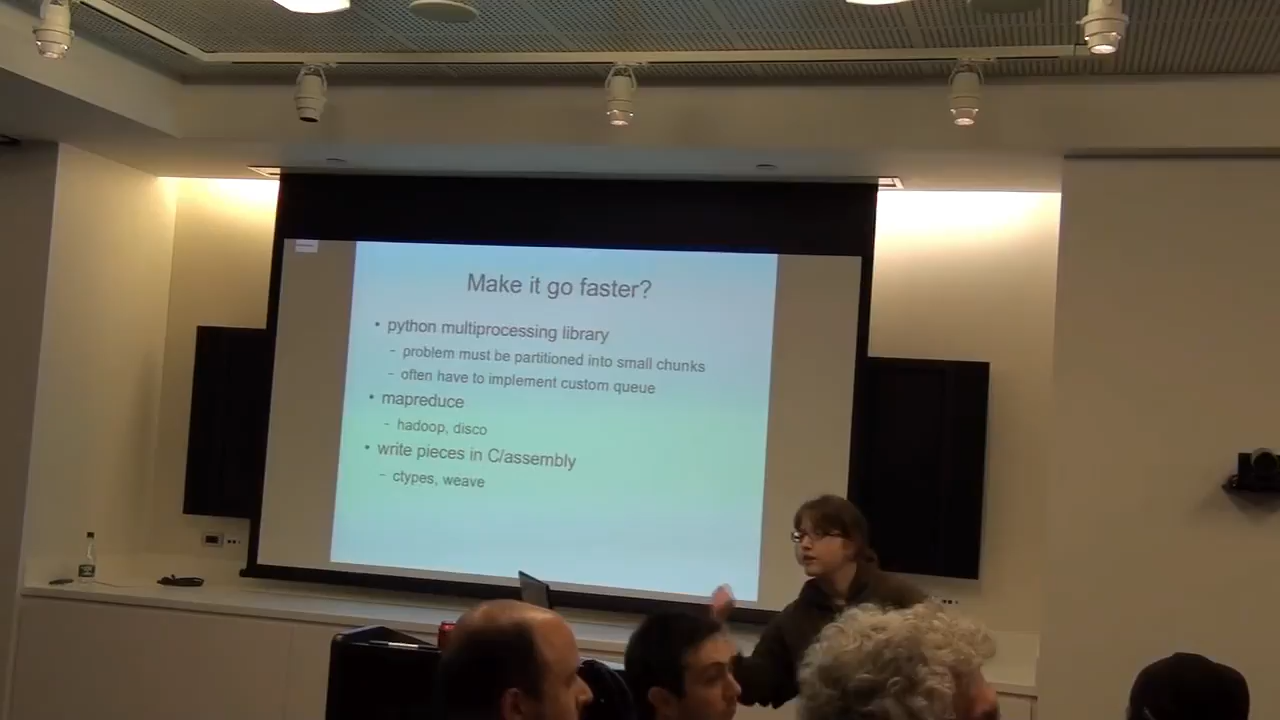 Make it go faster?
• python multiprocessing library
- problem must be partitioned into small chunks
- often have to implement custom queue
• mapreduce
- hadoop, disco
• write pieces in C/assembly
- ctypes, weave